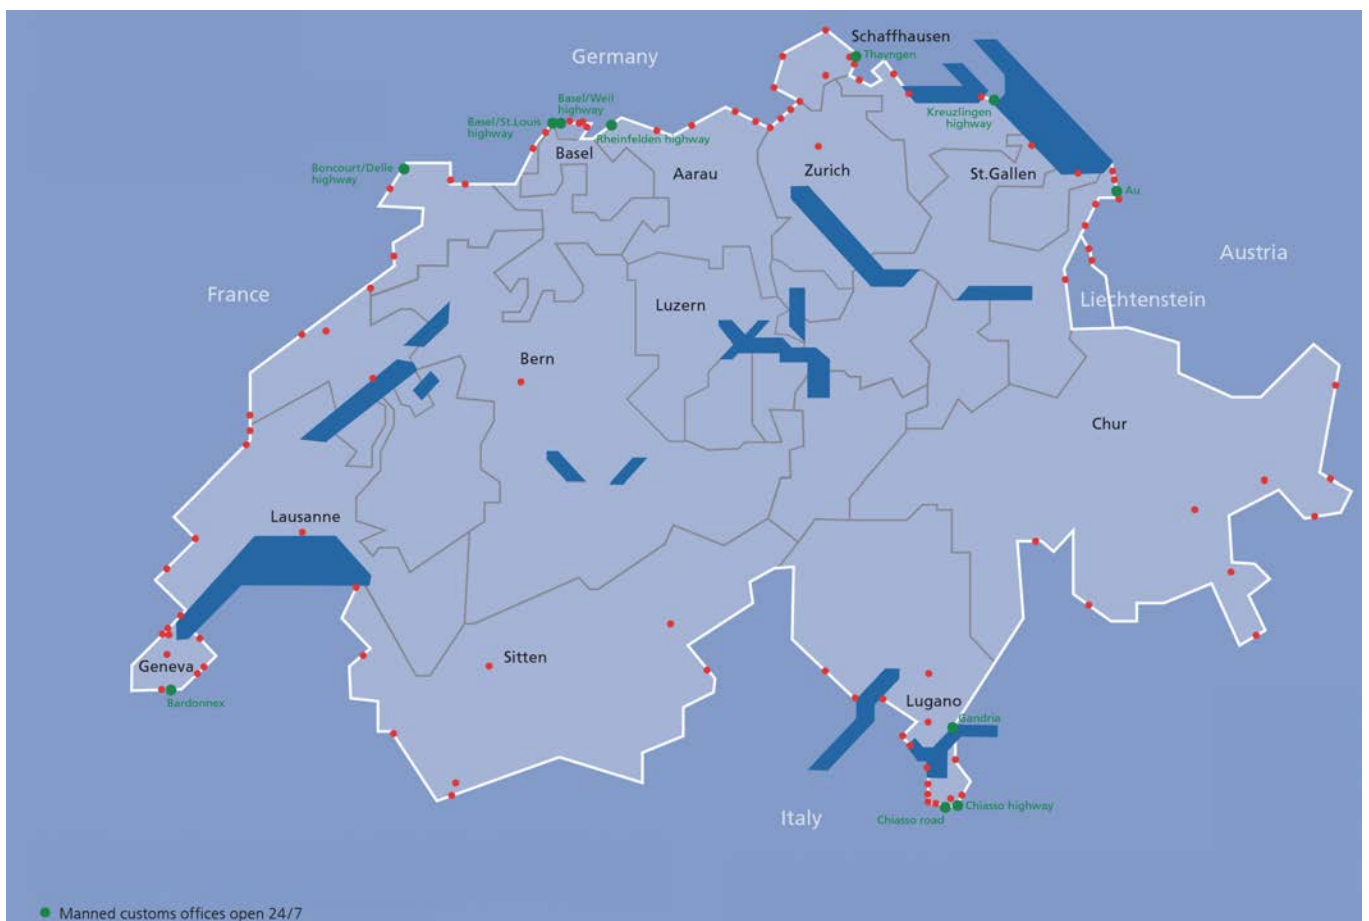 Schaffhausen
Germany
Thayngen
Basel/Weil
highway
Kreuzlingen
highway
Basel/St.Louis
highway
Rheinfelden highway
Basel
Boncourt/Delle
highway
Aarau
Zurich
St.Gallen
Au
Austria
France
Luzern
Liechtenstein
Bern
Chur
Lausanne
Geneva
Sitten
Bardonnex
Lugano
Gandria
Italy
Chiasso road
Chiasso highway
Manned customs offices open 24/7